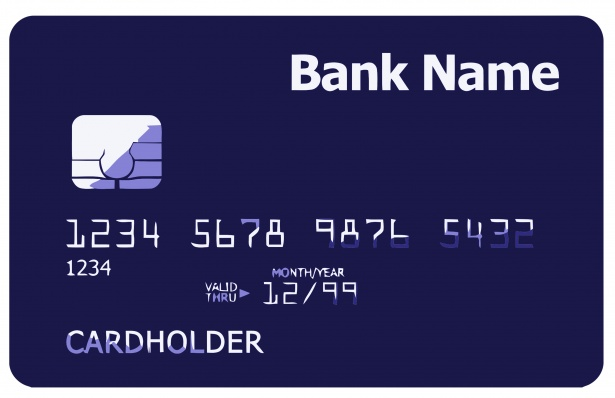 Bank Name
1234 5678 9876 5432
1234
MONTH/YEAR
VALID
THRU 12/99
CARDHOLDER